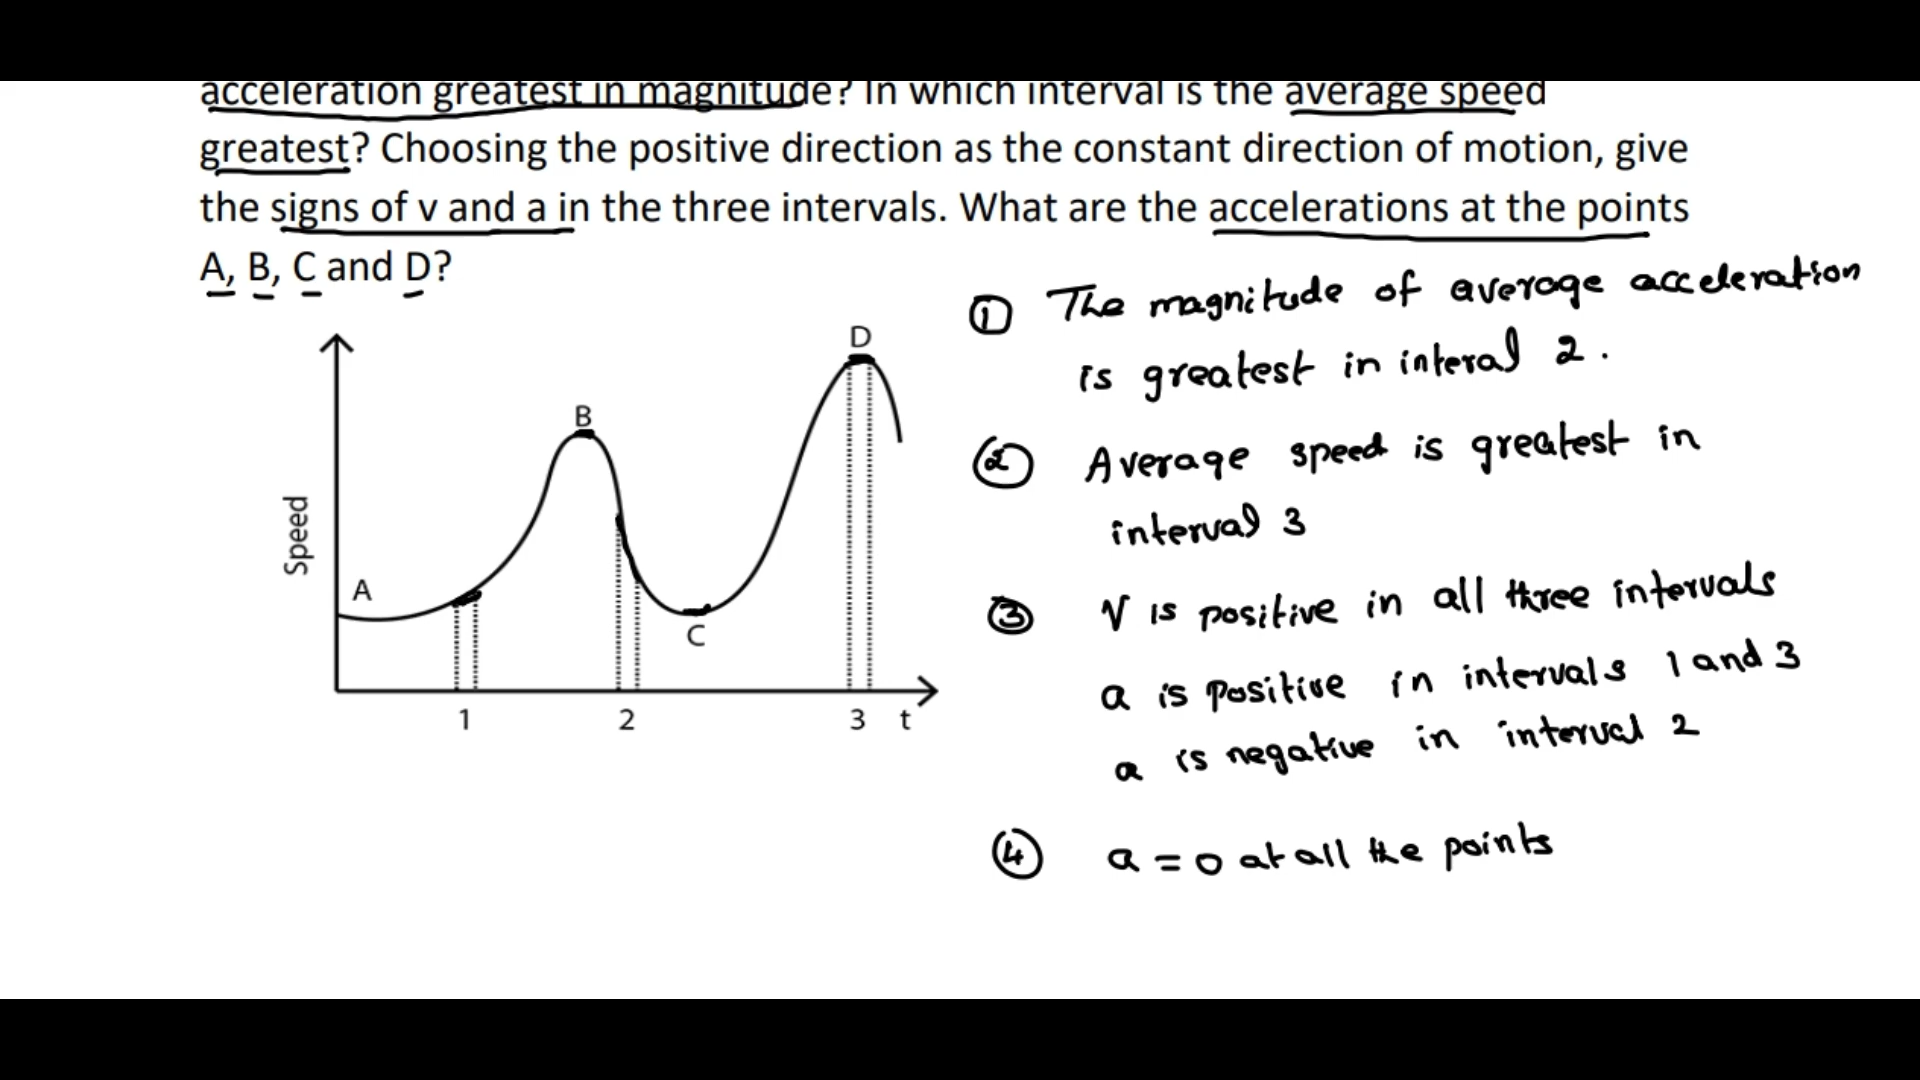 acceleration greatest in magnitude? In which interval is the average speed
greatest? Choosing the positive direction as the constant direction of motion, give
the signs of v and a in the three intervals. What are the accelerations at the points
A, B, C and D?
① The magnitude of average acceleration
is greatest in interal 2.
② Average speed is greatest in
interval 3
③ V is positive in all three intervals
a is positive in intervals 1 and 3
a is negative in interval 2
④ a = 0 at all the points
D
B
Speed
A
C
1 2 3 t